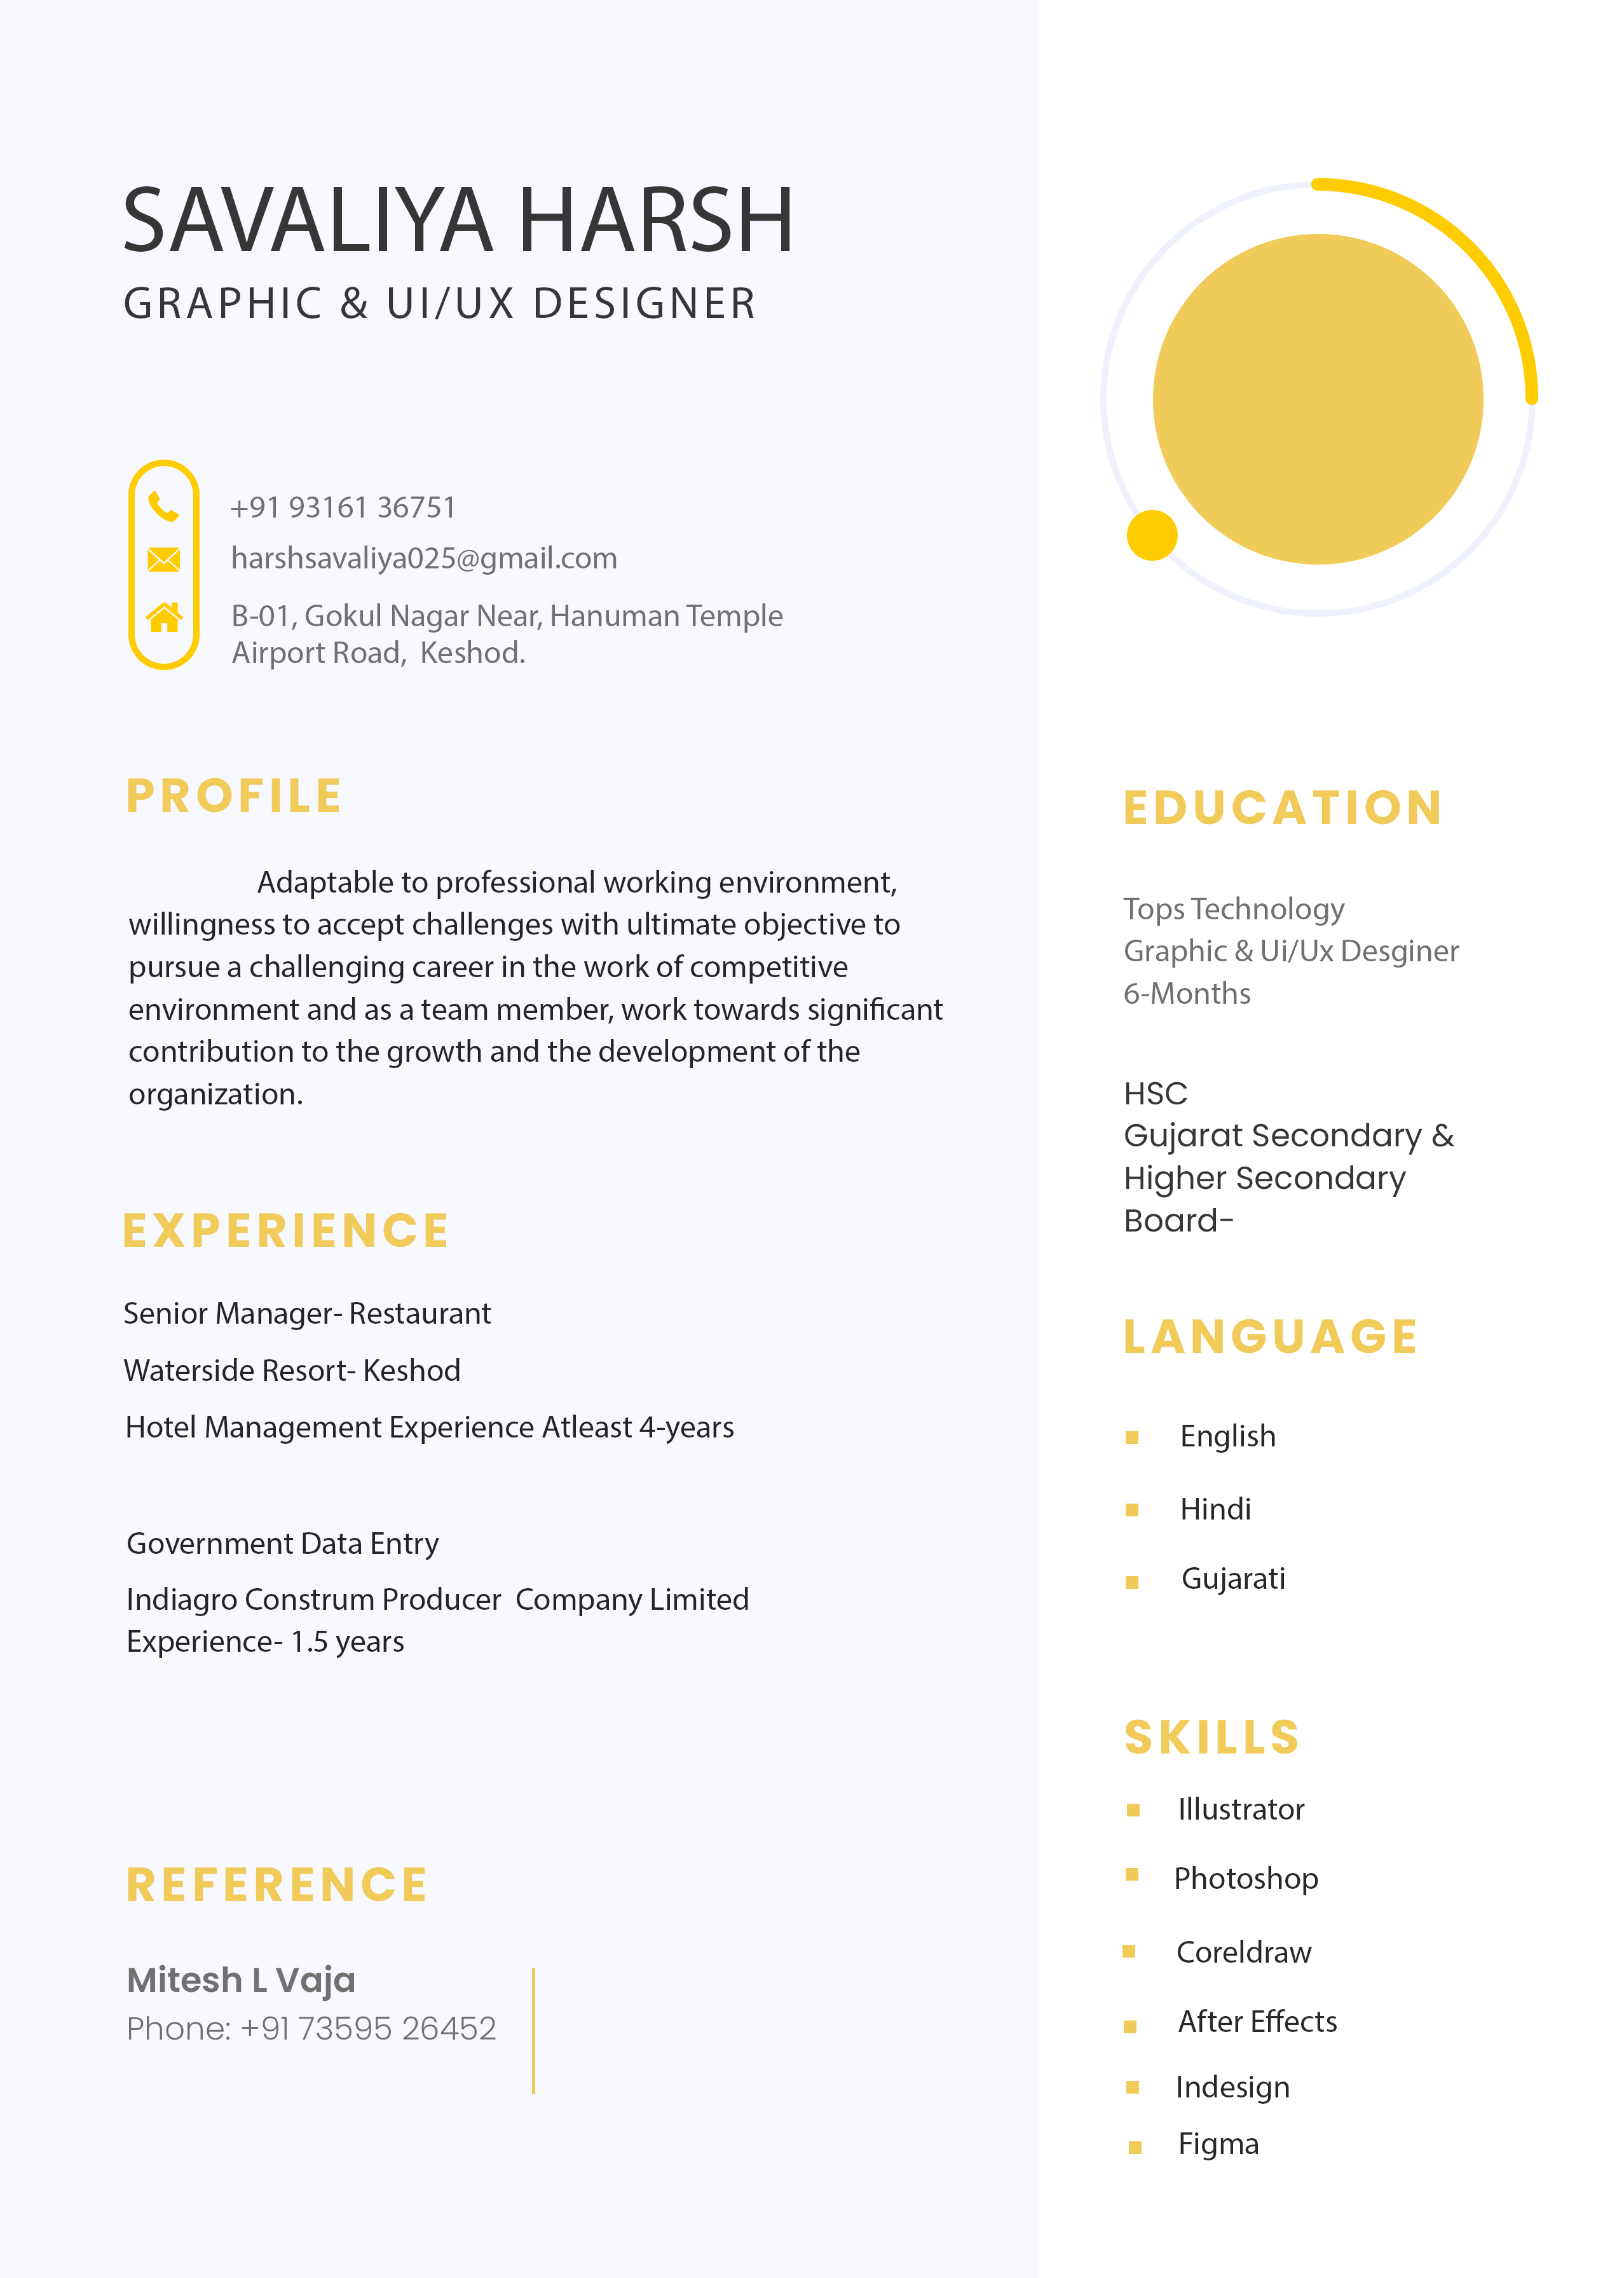 SAVALIYA HARSH
GRAPHIC & UI/UX DESIGNER
+91 93161 36751
harshsavaliya025@gmail.com
B-01, Gokul Nagar Near, Hanuman Temple
Airport Road, Keshod.
PROFILE
Adaptable to professional working environment,
willingness to accept challenges with ultimate objective to
pursue a challenging career in the work of competitive
environment and as a team member, work towards significant
contribution to the growth and the development of the
organization.
EXPERIENCE
Senior Manager- Restaurant
Waterside Resort- Keshod
Hotel Management Experience Atleast 4-years
Government Data Entry
Indiagro Construm Producer Company Limited
Experience- 1.5 years
REFERENCE
Mitesh L Vaja
Phone: +91 73595 26452
EDUCATION
Tops Technology
Graphic & Ui/Ux Desginer
6-Months
HSC
Gujarat Secondary &
Higher Secondary
Board-
LANGUAGE
English
Hindi
Gujarati
SKILLS
Illustrator
Photoshop
Coreldraw
After Effects
Indesign
Figma